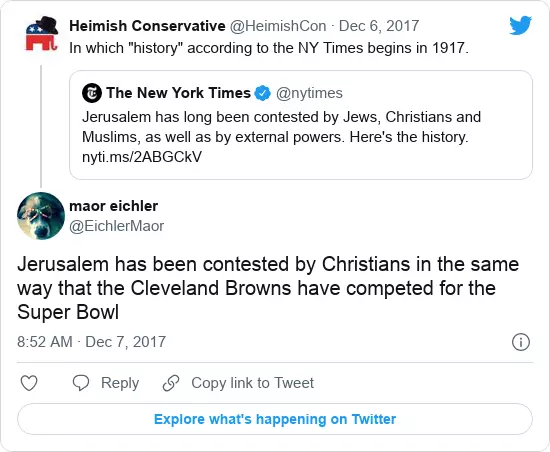 Heimish Conservative @HeimishCon · Dec 6, 2017
In which "history" according to the NY Times begins in 1917.
The New York Times @nytimes
Jerusalem has long been contested by Jews, Christians and
Muslims, as well as by external powers. Here's the history.
nyti.ms/2ABGCkV
maor eichler
@EichlerMaor
Jerusalem has been contested by Christians in the same
way that the Cleveland Browns have competed for the
Super Bowl
8:52 AM · Dec 7, 2017
Reply
Copy link to Tweet
Explore what's happening on Twitter